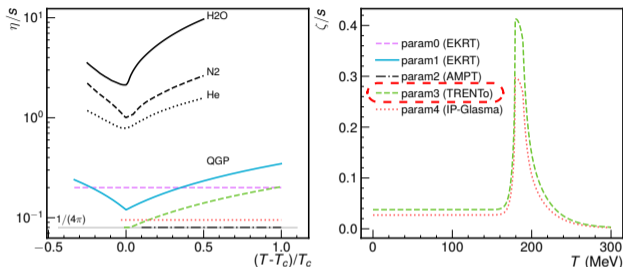 η/s
H2O
N2
He
QGP
1/(4π)
10¹
10⁰
10⁻¹
−0.5 0.0 0.5 1.0
(T-T_c)/T_c
ζ/s
param0 (EKRT)
param1 (EKRT)
param2 (AMPT)
param3 (TRENTo)
param4 (IP-Glasma)
0.4
0.3
0.2
0.1
0.0
0 100 200 300
T (MeV)